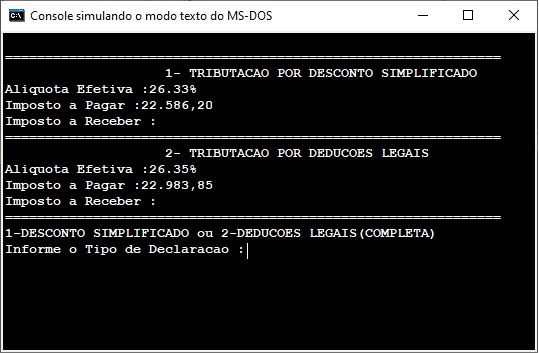 Console simulando o modo texto do MS-DOS
==============================================================
1- TRIBUTACAO POR DESCONTO SIMPLIFICADO
Aliquota Efetiva :26.33%
Imposto a Pagar :22.586,20
Imposto a Receber :
==============================================================
2- TRIBUTACAO POR DEDUCOES LEGAIS
Aliquota Efetiva :26.35%
Imposto a Pagar :22.983,85
Imposto a Receber :
==============================================================
1-DESCONTO SIMPLIFICADO ou 2-DEDUCOES LEGAIS(COMPLETA)
Informe o Tipo de Declaracao :